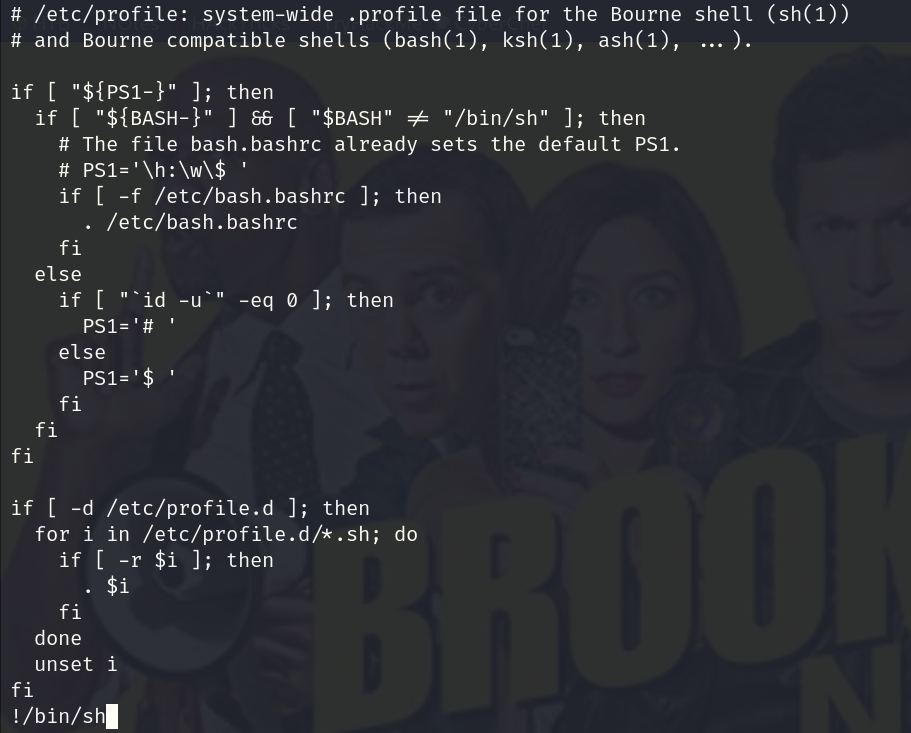 # /etc/profile: system-wide .profile file for the Bourne shell (sh(1))
# and Bourne compatible shells (bash(1), ksh(1), ash(1), ...).

if [ "${PS1-}" ]; then
  if [ "${BASH-}" ] && [ "$BASH" != "/bin/sh" ]; then
    # The file bash.bashrc already sets the default PS1.
    # PS1='\h:\w\$ '
    if [ -f /etc/bash.bashrc ]; then
      . /etc/bash.bashrc
    fi
  else
    if [ "`id -u`" -eq 0 ]; then
      PS1='# '
    else
      PS1='$ '
    fi
  fi
fi

if [ -d /etc/profile.d ]; then
  for i in /etc/profile.d/*.sh; do
    if [ -r $i ]; then
      . $i
    fi
  done
  unset i
fi
!/bin/sh
BROOK
N